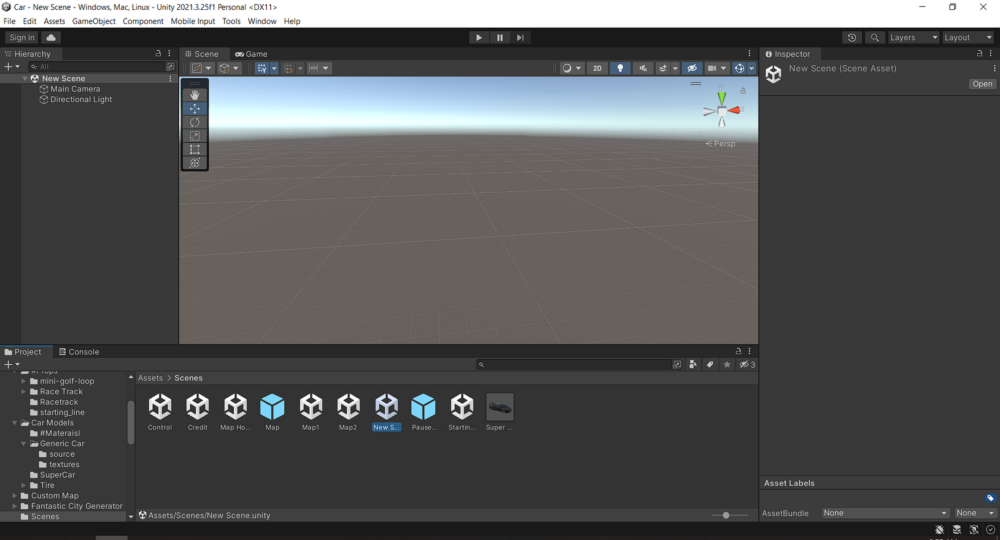 Car - New Scene - Windows, Mac, Linux - Unity 2021.3.25f1 Personal <DX11>
File Edit Assets GameObject Component Mobile Input Tools Window Help
Sign in
Layers
Layout
Hierarchy
All
New Scene
Main Camera
Directional Light
Scene
Game
2D
y
x
Persp
Inspector
New Scene (Scene Asset)
Open
Project
Console
3
#Props
mini-golf-loop
Race Track
Racetrack
starting_line
Car Models
#Materaisl
Generic Car
source
textures
SuperCar
Tire
Custom Map
Fantastic City Generator
Scenes
Assets > Scenes
Control
Credit
Map Ho...
Map
Map1
Map2
New S...
Pause...
Startin...
Super ...
Assets/Scenes/New Scene.unity
Asset Labels
AssetBundle
None
None